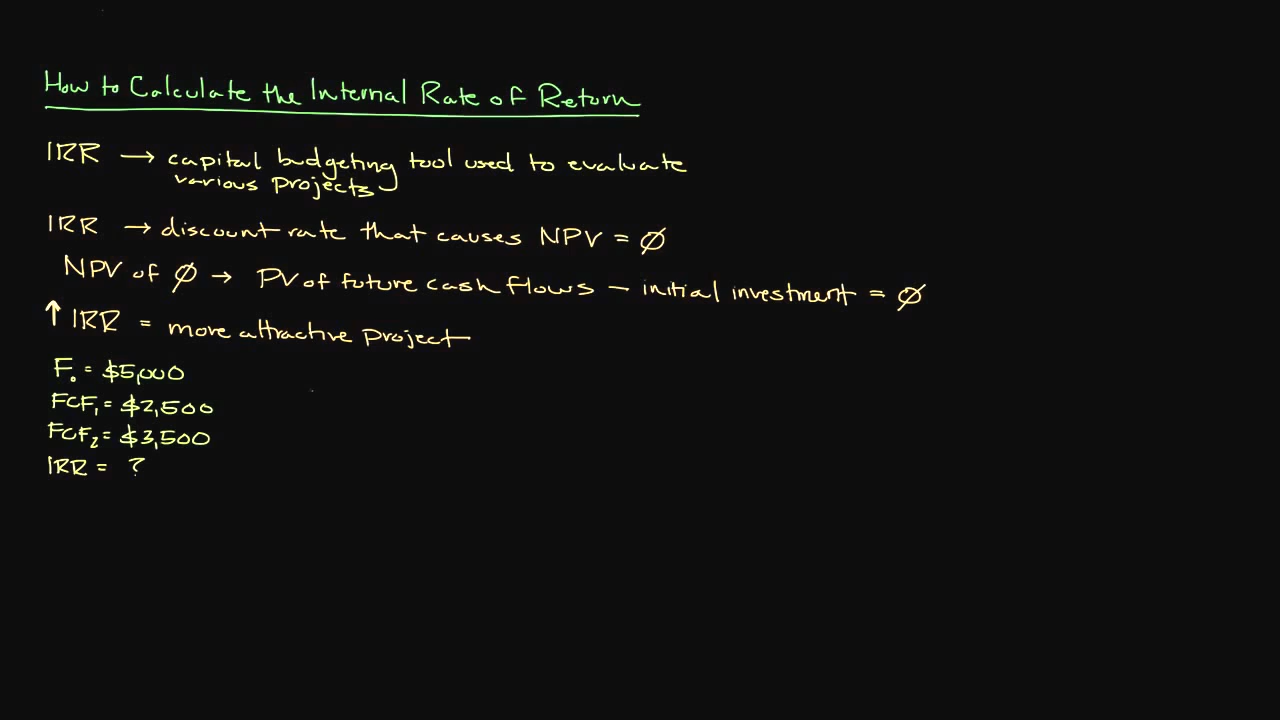 How to Calculate the Internal Rate of Return
IRR → capital budgeting tool used to evaluate
various projects
IRR → discount rate that causes NPV = Ø
NPV of Ø → PV of future cash flows – initial investment = Ø
↑ IRR = more attractive project
F₀ = $5,000
FCF₁ = $2,500
FCF₂ = $3,500
IRR = ?